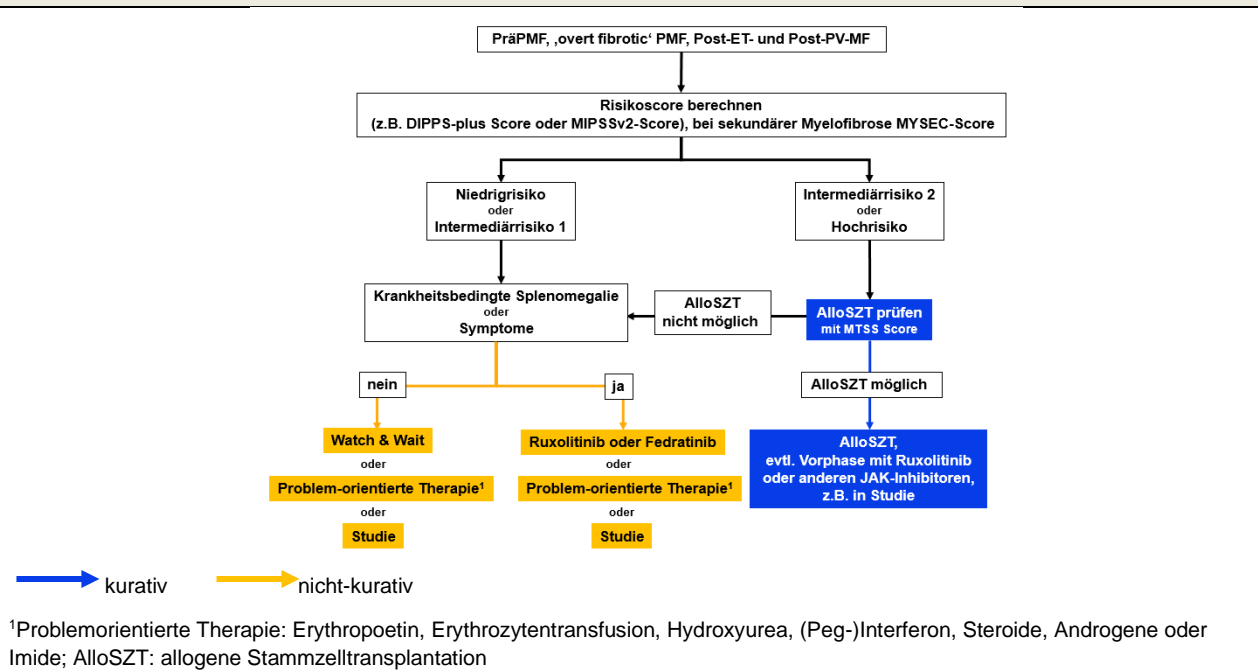 PräPMF, ‚overt fibrotic‘ PMF, Post-ET- und Post-PV-MF
Risikoscore berechnen
(z.B. DIPPS-plus Score oder MIPSSv2-Score), bei sekundärer Myelofibrose MYSEC-Score
Niedrigrisiko
oder
Intermediärrisiko 1
Intermediärrisiko 2
oder
Hochrisiko
Krankheitsbedingte Splenomegalie
oder
Symptome
AlloSZT
nicht möglich
AlloSZT prüfen
mit MTSS Score
nein
ja
AlloSZT möglich
Watch & Wait
oder
Problem-orientierte Therapie¹
oder
Studie
Ruxolitinib oder Fedratinib
oder
Problem-orientierte Therapie¹
oder
Studie
AlloSZT,
evtl. Vorphase mit Ruxolitinib
oder anderen JAK-Inhibitoren,
z.B. in Studie
kurativ
nicht-kurativ
¹Problemorientierte Therapie: Erythropoetin, Erythrozytentransfusion, Hydroxyurea, (Peg-)Interferon, Steroide, Androgene oder
Imide; AlloSZT: allogene Stammzelltransplantation